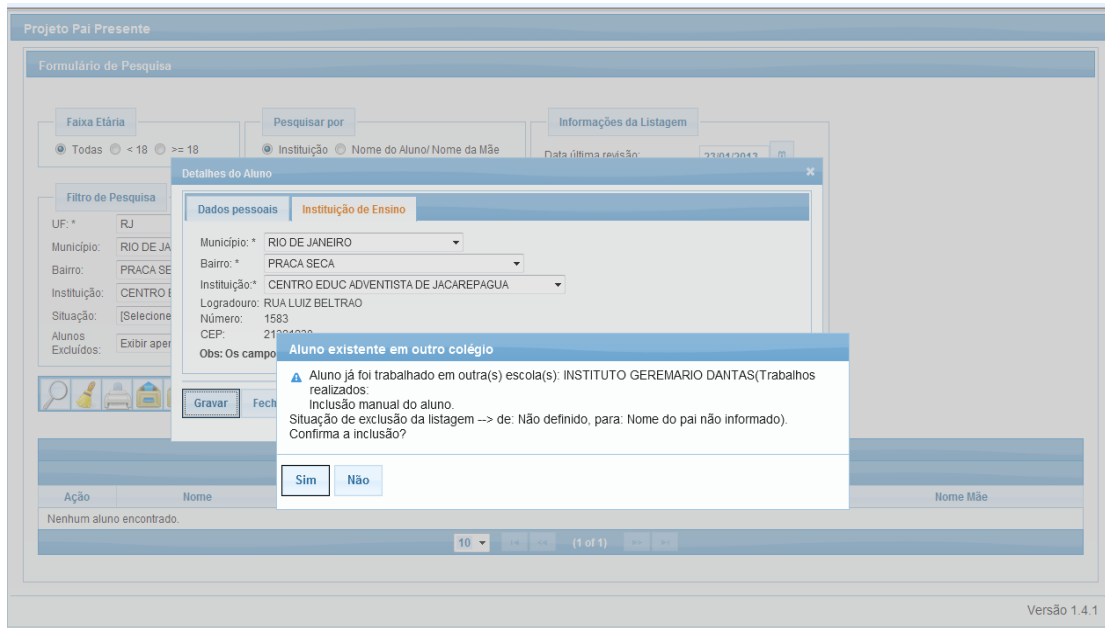 Projeto Pai Presente
Formulário de Pesquisa
Faixa Etária
Todas < 18 >= 18
Pesquisar por
Instituição Nome do Aluno/ Nome da Mãe
Informações da Listagem
Data última revisão: 23/01/2013
Filtro de Pesquisa
UF: * RJ
Município: RIO DE JA
Bairro: PRACA SE
Instituição: CENTRO E
Situação: [Selecione
Alunos
Excluídos: Exibir aper
Detalhes do Aluno
Dados pessoais Instituição de Ensino
Município: * RIO DE JANEIRO
Bairro: * PRACA SECA
Instituição:* CENTRO EDUC ADVENTISTA DE JACAREPAGUA
Logradouro: RUA LUIZ BELTRAO
Número: 1583
CEP:
Obs: Os campo
Gravar Fech
Aluno existente em outro colégio
Aluno já foi trabalhado em outra(s) escola(s): INSTITUTO GEREMARIO DANTAS(Trabalhos
realizados:
Inclusão manual do aluno.
Situação de exclusão da listagem --> de: Não definido, para: Nome do pai não informado).
Confirma a inclusão?
Sim Não
Ação Nome Nome Mãe
Nenhum aluno encontrado.
10 (1 of 1)
Versão 1.4.1